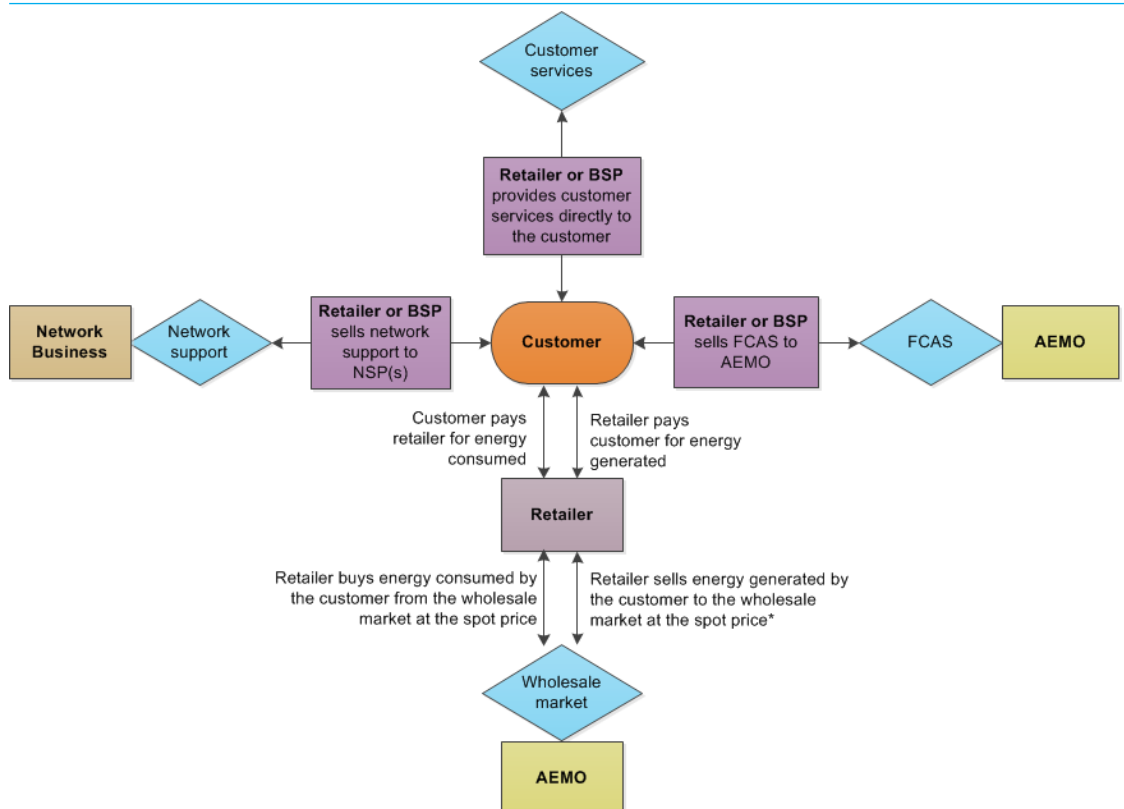 Customer
services
Retailer or BSP
provides customer
services directly to
the customer
Network
Business
Network
support
Retailer or BSP
sells network
support to
NSP(s)
Customer
Retailer or BSP
sells FCAS to
AEMO
FCAS
AEMO
Customer pays
retailer for energy
consumed
Retailer pays
customer for energy
generated
Retailer
Retailer buys energy consumed by
the customer from the wholesale
market at the spot price
Retailer sells energy generated by
the customer to the wholesale
market at the spot price*
Wholesale
market
AEMO